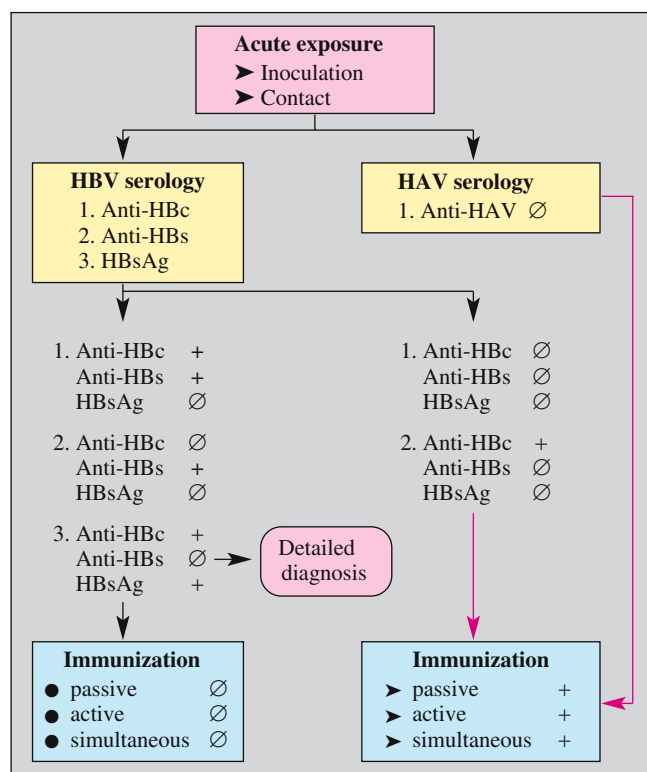 Acute exposure
➤ Inoculation
➤ Contact
HBV serology
1. Anti-HBc
2. Anti-HBs
3. HBsAg
HAV serology
1. Anti-HAV ∅
1. Anti-HBc +
Anti-HBs +
HBsAg ∅
2. Anti-HBc ∅
Anti-HBs +
HBsAg ∅
3. Anti-HBc +
Anti-HBs ∅
HBsAg +
Detailed
diagnosis
1. Anti-HBc ∅
Anti-HBs ∅
HBsAg ∅
2. Anti-HBc +
Anti-HBs ∅
HBsAg ∅
Immunization
● passive ∅
● active ∅
● simultaneous ∅
Immunization
➤ passive +
➤ active +
➤ simultaneous +